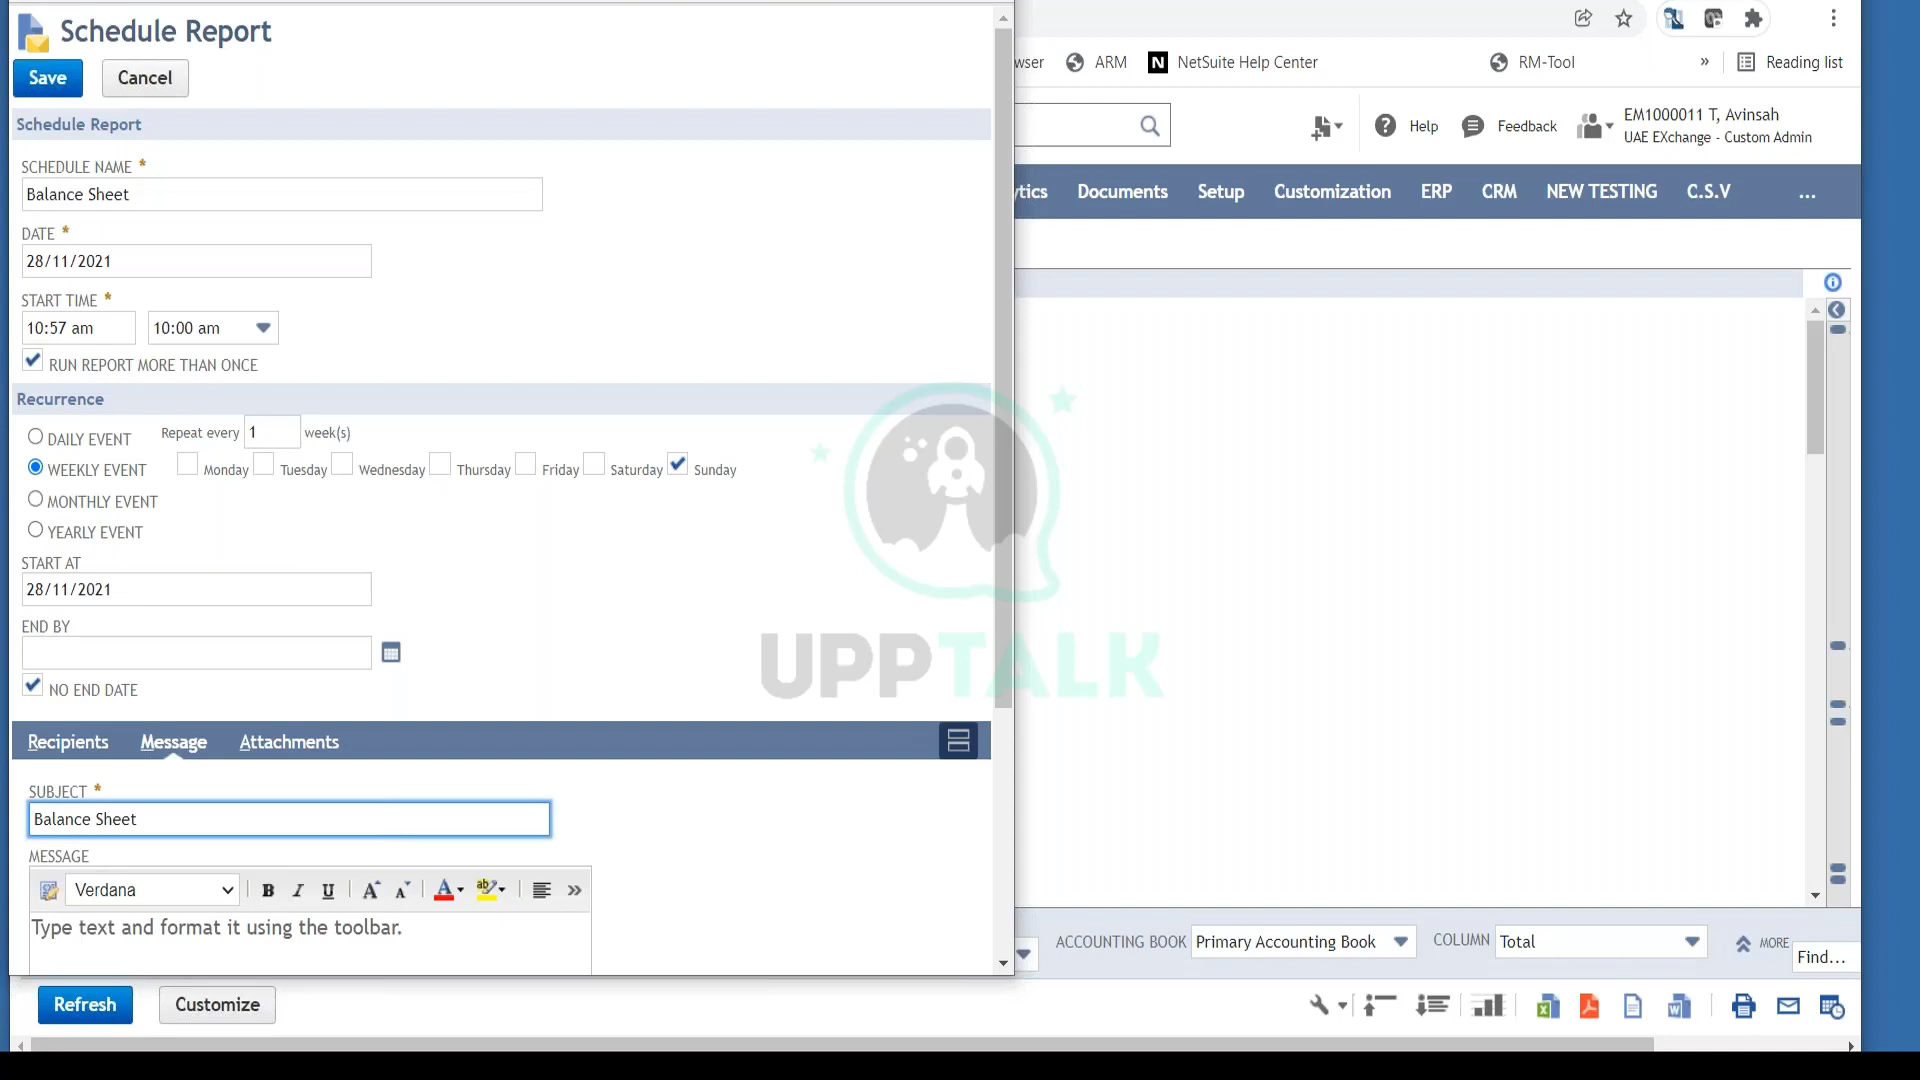 Schedule Report
Save Cancel
Schedule Report
SCHEDULE NAME *
Balance Sheet
DATE *
28/11/2021
START TIME *
10:57 am 10:00 am
RUN REPORT MORE THAN ONCE
Recurrence
DAILY EVENT Repeat every 1 week(s)
WEEKLY EVENT Monday Tuesday Wednesday Thursday Friday Saturday Sunday
MONTHLY EVENT
YEARLY EVENT
START AT
28/11/2021
END BY
NO END DATE
Recipients Message Attachments
SUBJECT *
Balance Sheet
MESSAGE
Verdana B I U A A A ab »
Type text and format it using the toolbar.
Refresh Customize
wser ARM N NetSuite Help Center RM-Tool » Reading list
Help Feedback EM1000011 T, Avinsah
UAE EXchange - Custom Admin
ytics Documents Setup Customization ERP CRM NEW TESTING C.S.V ...
UPPTALK
ACCOUNTING BOOK Primary Accounting Book COLUMN Total MORE Find...